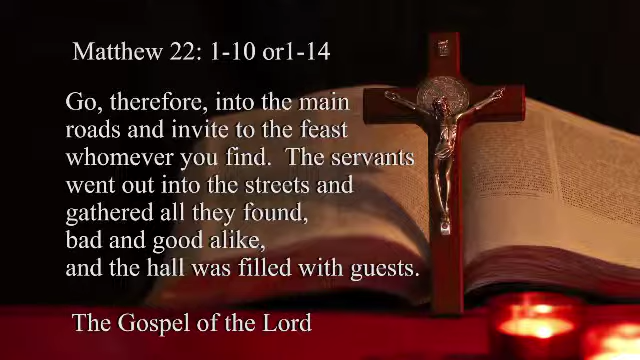 Matthew 22: 1-10 or1-14
Go, therefore, into the main
roads and invite to the feast
whomever you find.  The servants
went out into the streets and
gathered all they found,
bad and good alike,
and the hall was filled with guests.
The Gospel of the Lord